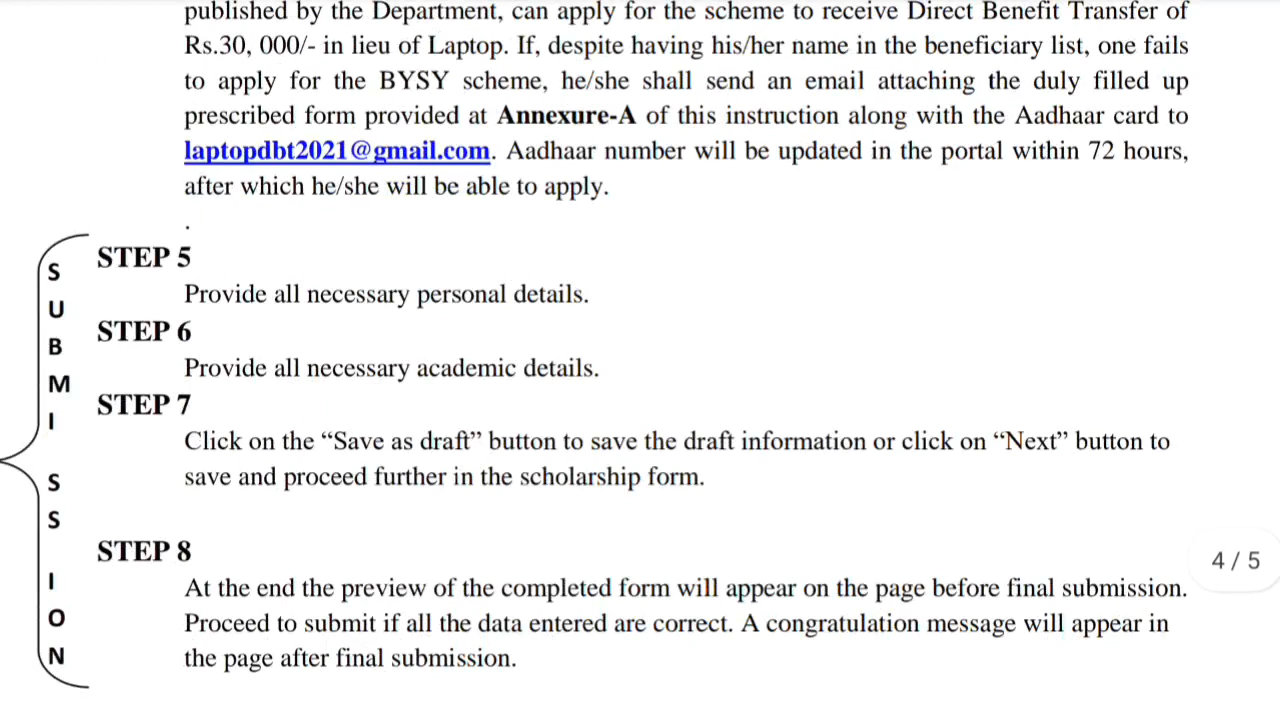 published by the Department, can apply for the scheme to receive Direct Benefit Transfer of
Rs.30, 000/- in lieu of Laptop. If, despite having his/her name in the beneficiary list, one fails
to apply for the BYSY scheme, he/she shall send an email attaching the duly filled up
prescribed form provided at Annexure-A of this instruction along with the Aadhaar card to
laptopdbt2021@gmail.com. Aadhaar number will be updated in the portal within 72 hours,
after which he/she will be able to apply.
.
SUBMISSION
STEP 5
Provide all necessary personal details.
STEP 6
Provide all necessary academic details.
STEP 7
Click on the “Save as draft” button to save the draft information or click on “Next” button to
save and proceed further in the scholarship form.
STEP 8
At the end the preview of the completed form will appear on the page before final submission.
Proceed to submit if all the data entered are correct. A congratulation message will appear in
the page after final submission.
4 / 5